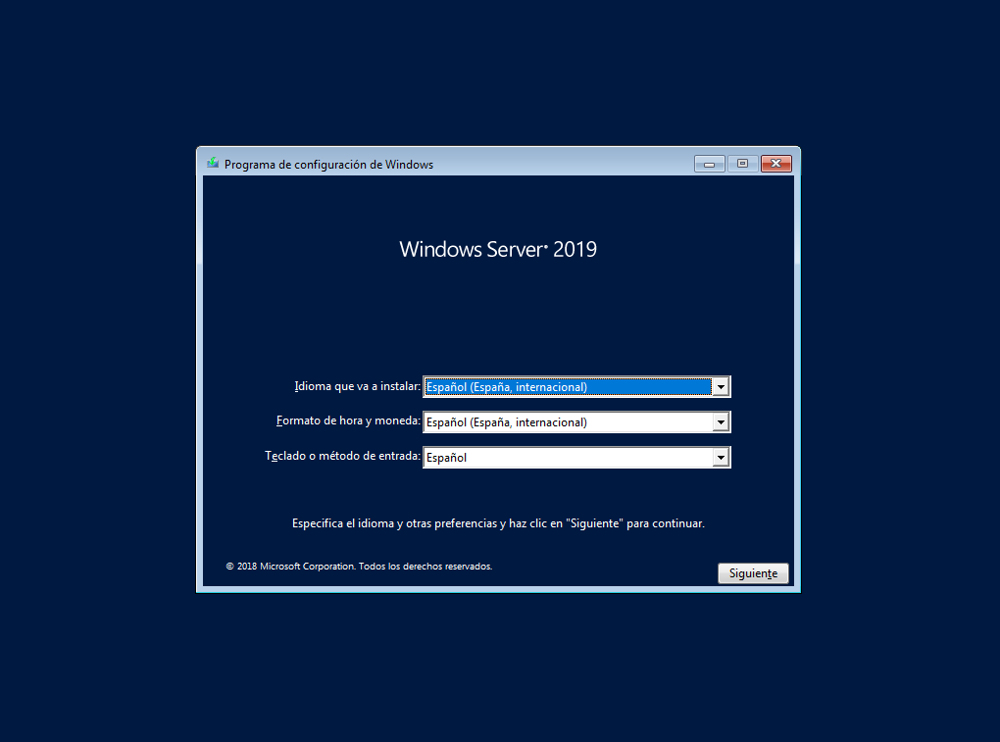 Programa de configuración de Windows
Windows Server® 2019
Idioma que va a instalar: Español (España, internacional)
Formato de hora y moneda: Español (España, internacional)
Teclado o método de entrada: Español
Especifica el idioma y otras preferencias y haz clic en "Siguiente" para continuar.
© 2018 Microsoft Corporation. Todos los derechos reservados.
Siguiente